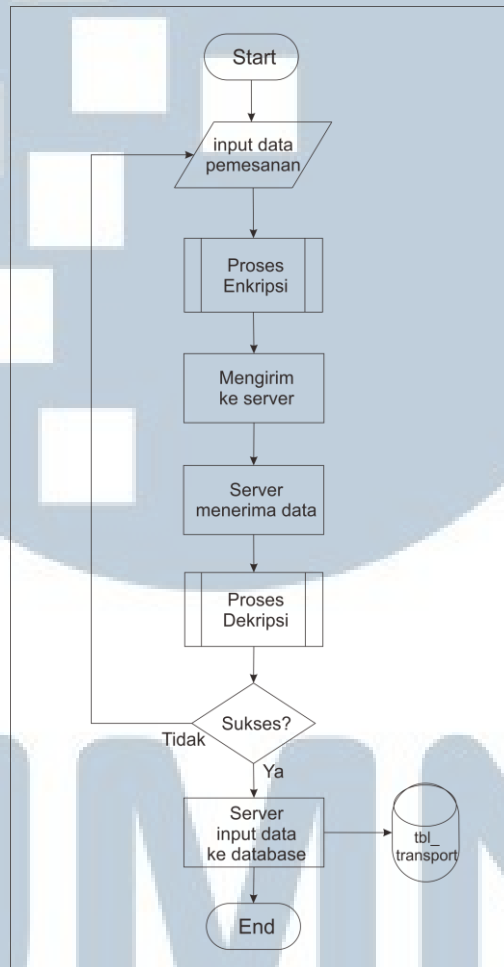 Start
input data
pemesanan
Proses
Enkripsi
Mengirim
ke server
Server
menerima data
Proses
Dekripsi
Sukses?
Tidak
Ya
Server
input data
ke database
tbl_
transport
End
UMN